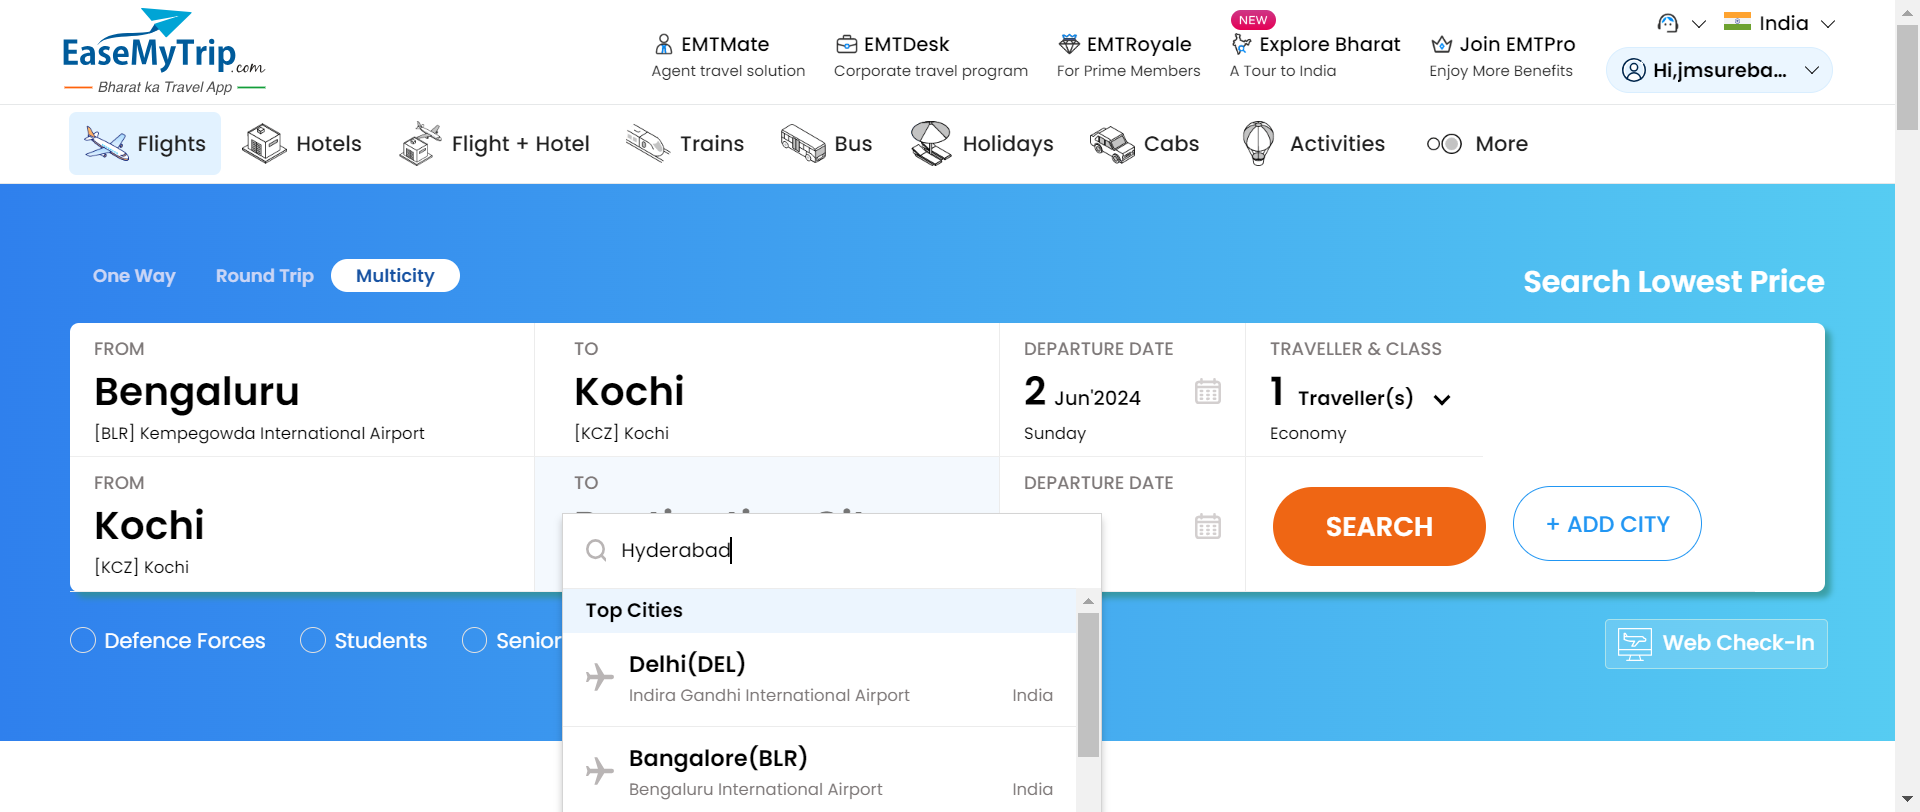 EaseMyTrip.com
Bharat ka Travel App
EMTMate
Agent travel solution
EMTDesk
Corporate travel program
EMTRoyale
For Prime Members
NEW
Explore Bharat
A Tour to India
Join EMTPro
Enjoy More Benefits
India
Hi,jmsureba...
Flights
Hotels
Flight + Hotel
Trains
Bus
Holidays
Cabs
Activities
More
One Way
Round Trip
Multicity
Search Lowest Price
FROM
Bengaluru
[BLR] Kempegowda International Airport
TO
Kochi
[KCZ] Kochi
DEPARTURE DATE
2 Jun'2024
Sunday
TRAVELLER & CLASS
1 Traveller(s)
Economy
FROM
Kochi
[KCZ] Kochi
TO
DEPARTURE DATE
SEARCH
+ ADD CITY
Hyderabad
Top Cities
Delhi(DEL)
Indira Gandhi International Airport
India
Bangalore(BLR)
Bengaluru International Airport
India
Defence Forces
Students
Senior
Web Check-In